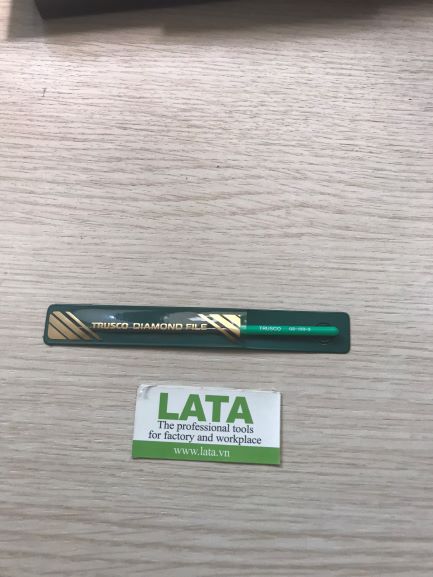 TRUSCO DIAMOND FILE
TRUSCO
LATA
The professional tools
for factory and workplace
www.lata.vn